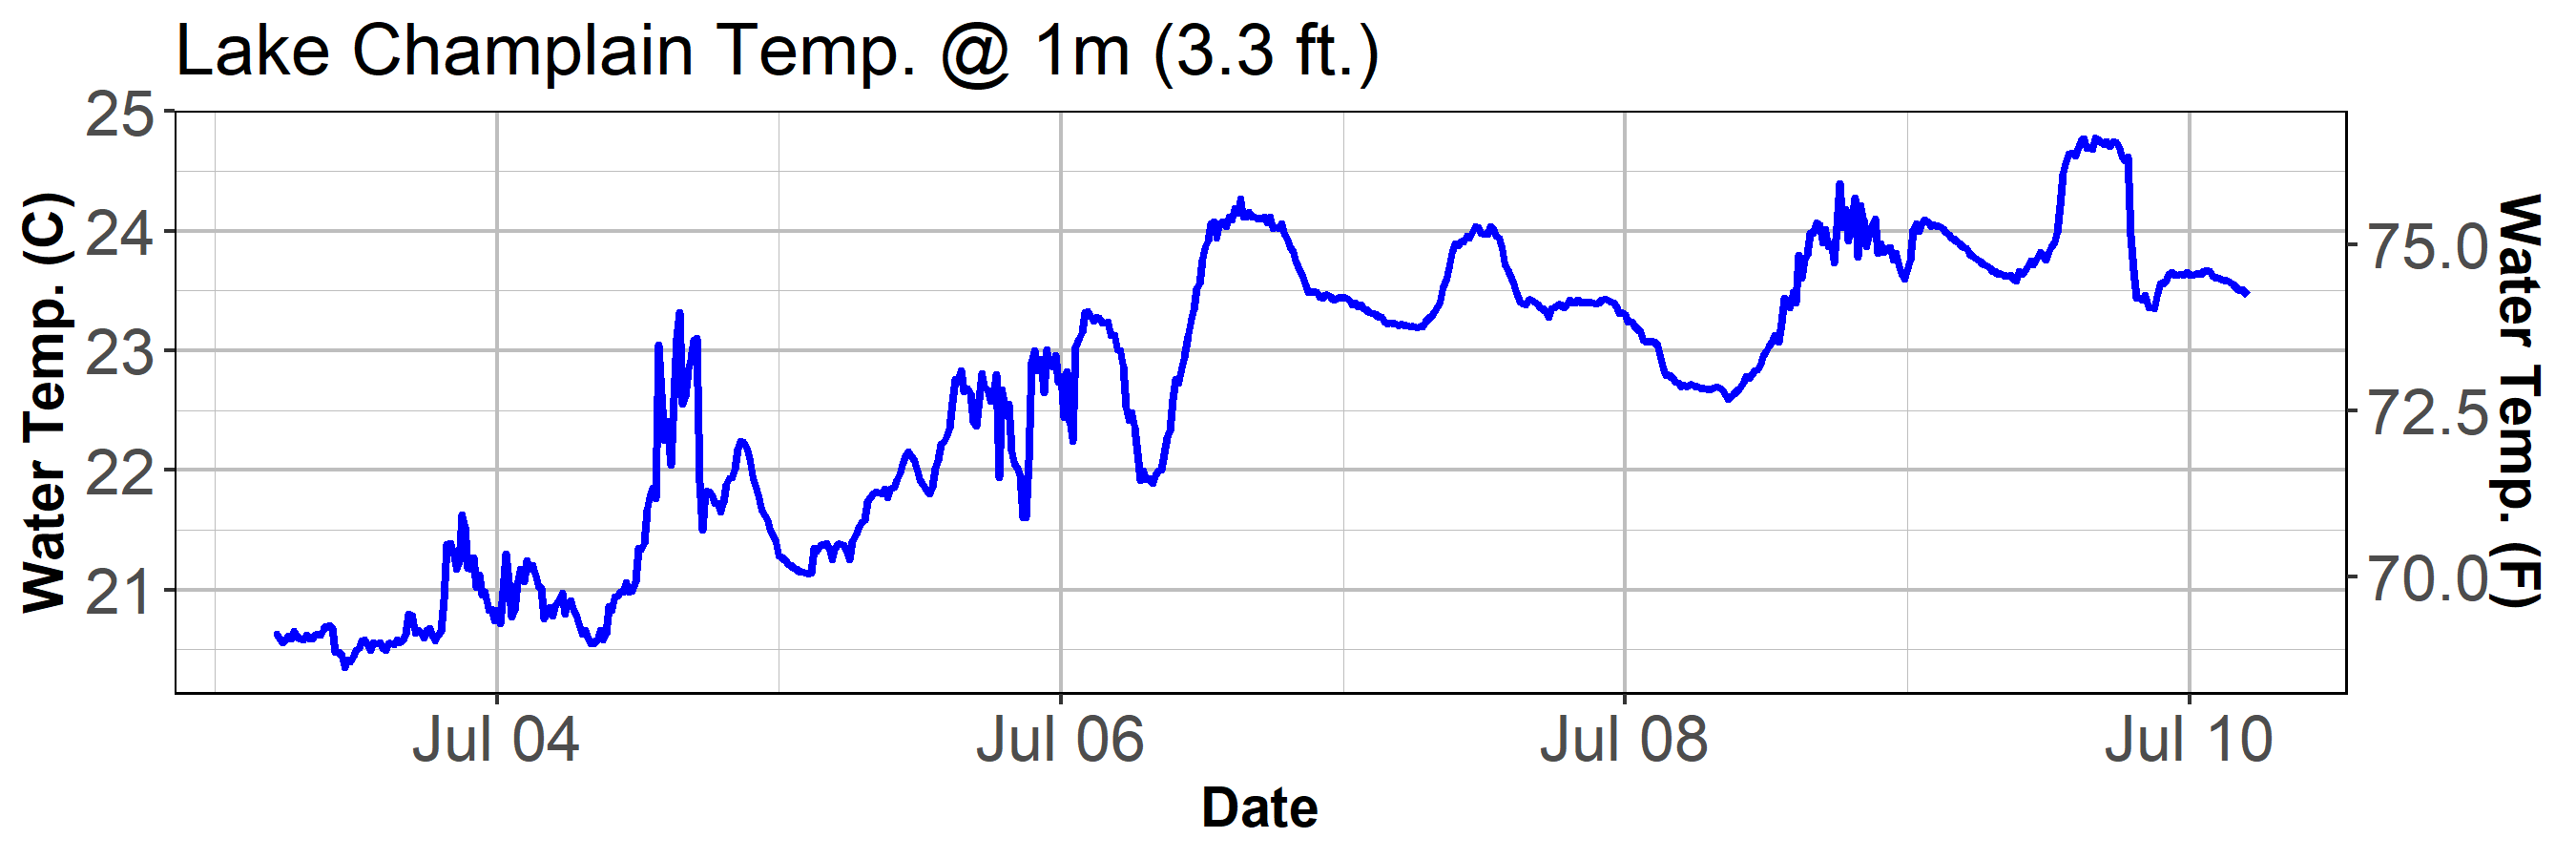 Lake Champlain Temp. @ 1m (3.3 ft.)
25
24
23
22
21
Water Temp. (C)
75.0
72.5
70.0
Water Temp. (F)
Jul 04
Jul 06
Jul 08
Jul 10
Date